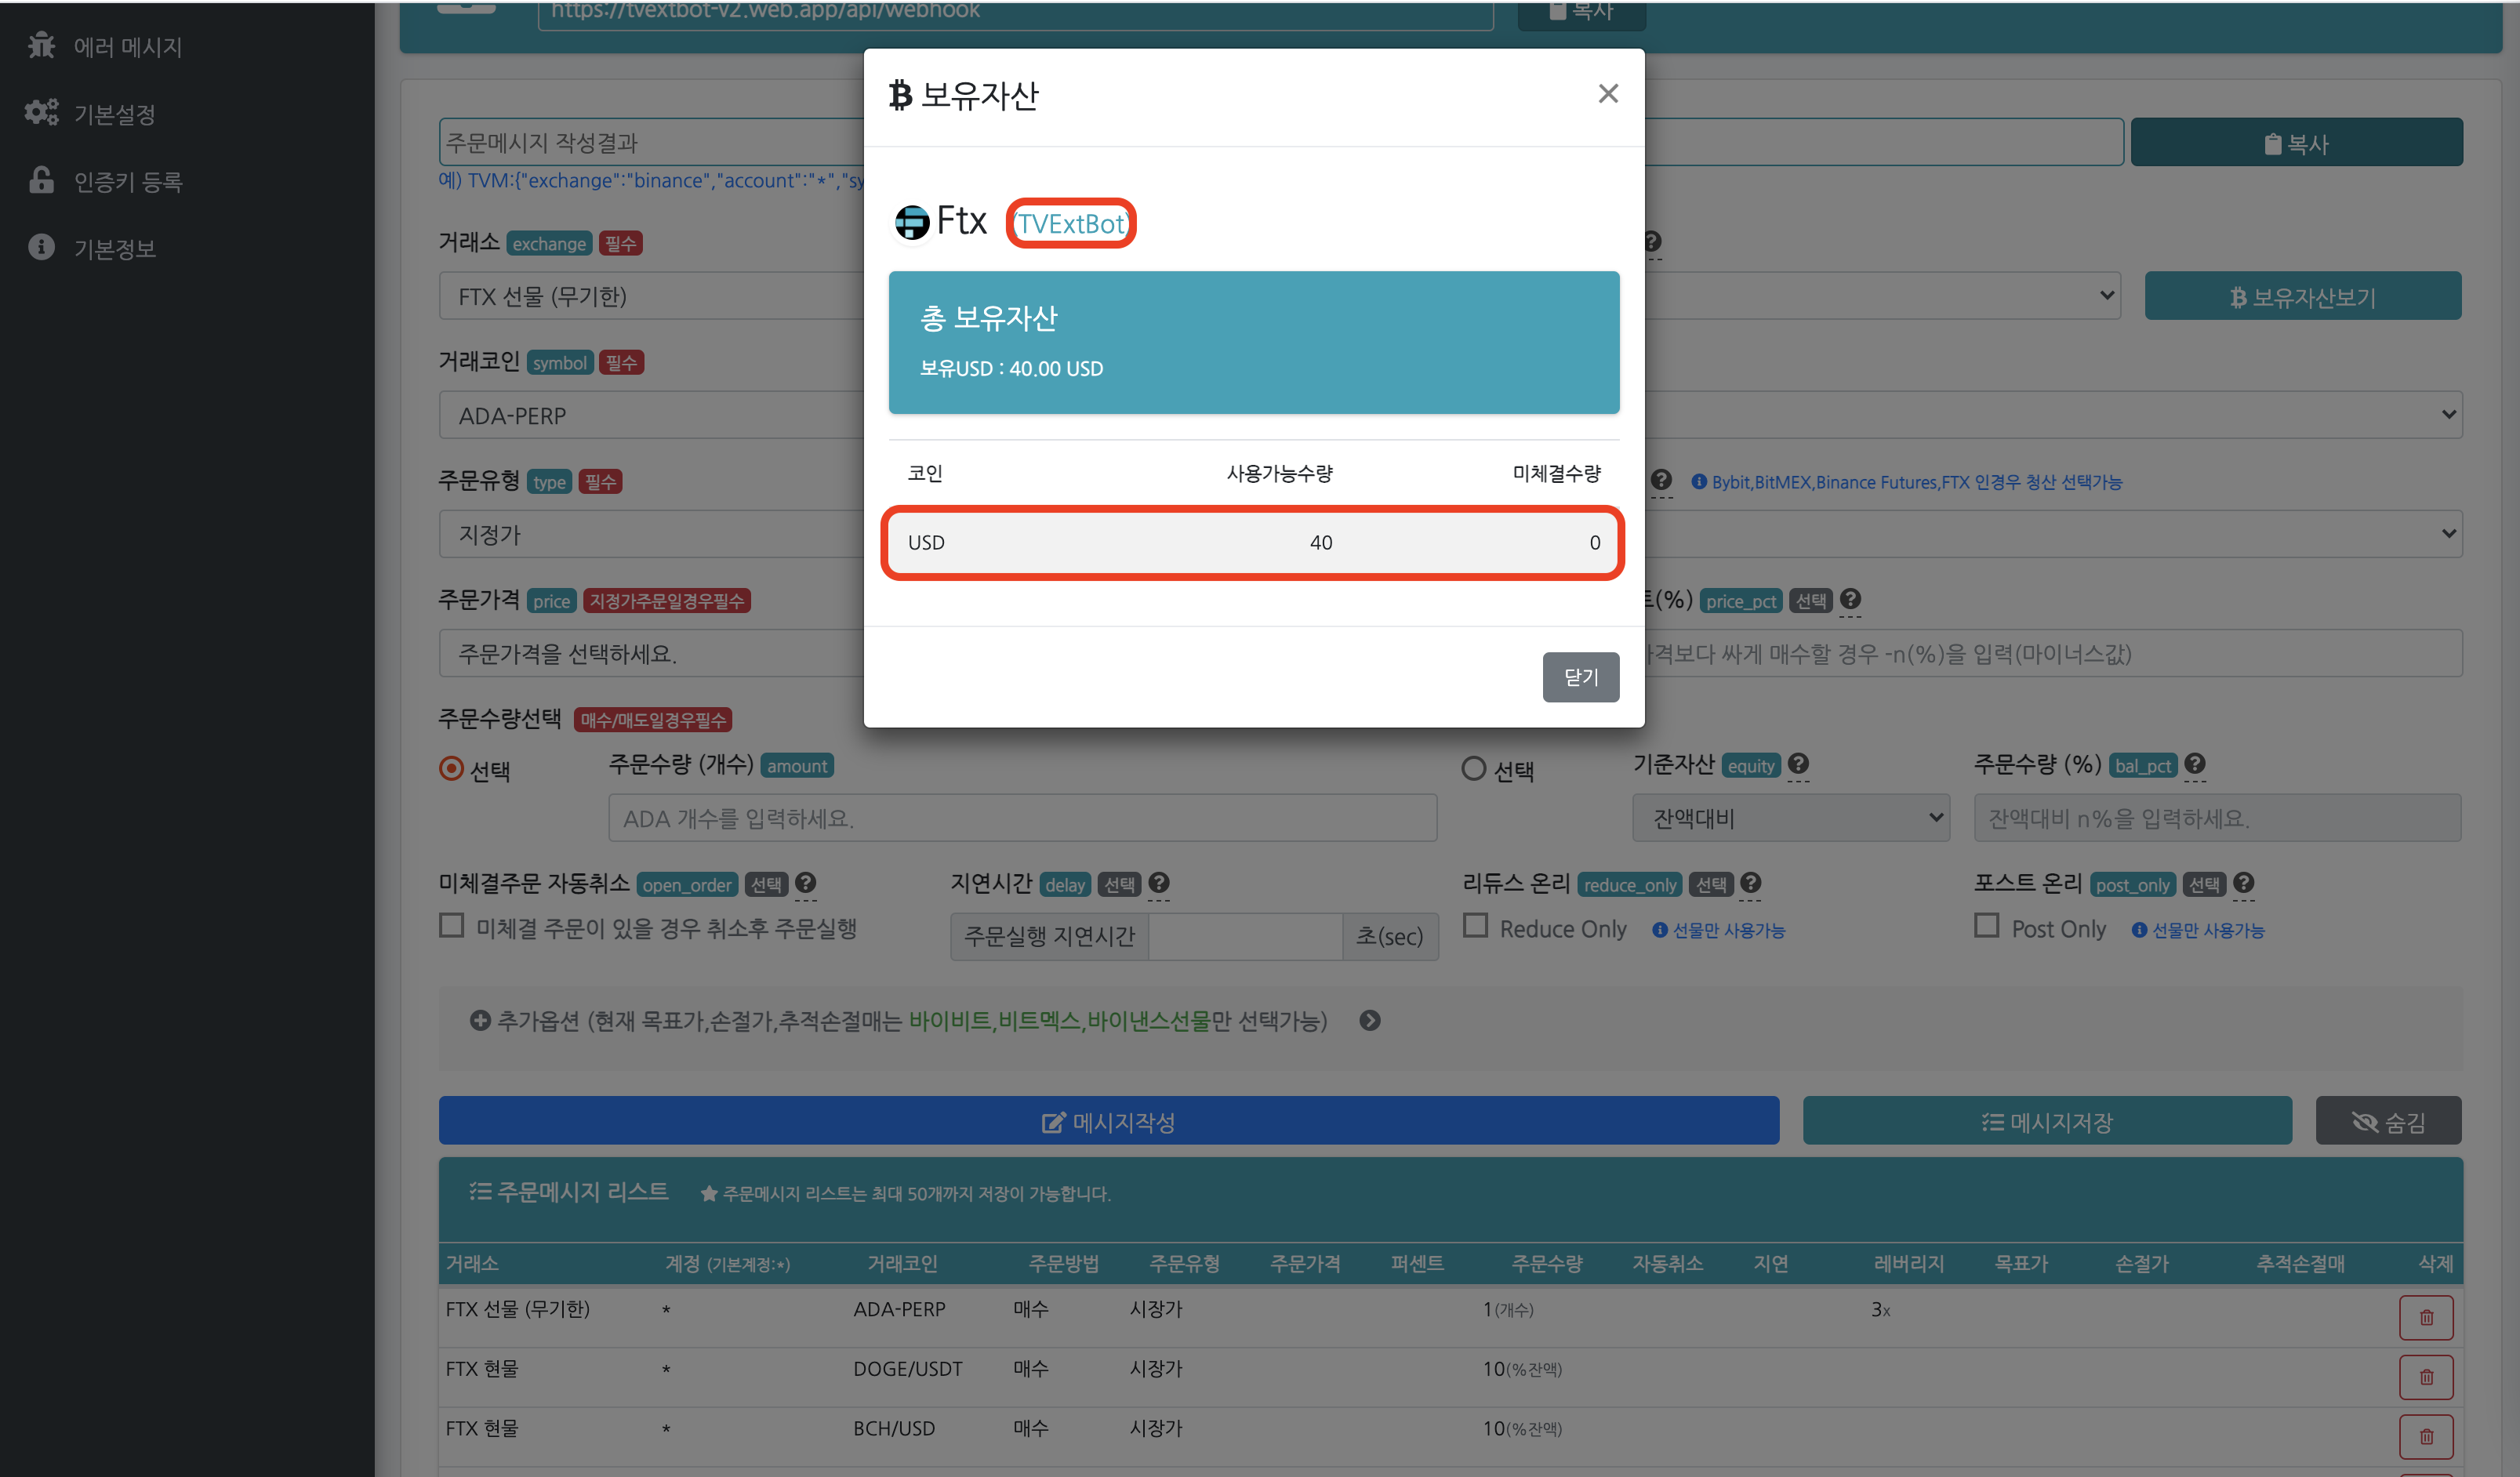 https://tvextbot-v2.web.app/api/webhook
복사
에러 메시지
기본설정
인증키 등록
기본정보
보유자산
×
주문메시지 작성결과
복사
예) TVM:{"exchange":"binance","account":"*","sy
Ftx (TVExtBot)
거래소 exchange 필수
FTX 선물 (무기한)
보유자산보기
총 보유자산
보유USD : 40.00 USD
거래코인 symbol 필수
ADA-PERP
코인 사용가능수량 미체결수량
USD 40 0
주문유형 type 필수
Bybit,BitMEX,Binance Futures,FTX 인경우 청산 선택가능
지정가
주문가격 price 지정가주문일경우필수
트(%) price_pct 선택
주문가격을 선택하세요.
가격보다 싸게 매수할 경우 -n(%)을 입력(마이너스값)
닫기
주문수량선택 매수/매도일경우필수
선택
주문수량 (개수) amount
ADA 개수를 입력하세요.
선택
기준자산 equity
잔액대비
주문수량 (%) bal_pct
잔액대비 n%을 입력하세요.
미체결주문 자동취소 open_order 선택
미체결 주문이 있을 경우 취소후 주문실행
지연시간 delay 선택
주문실행 지연시간 초(sec)
리듀스 온리 reduce_only 선택
Reduce Only 선물만 사용가능
포스트 온리 post_only 선택
Post Only 선물만 사용가능
추가옵션 (현재 목표가,손절가,추적손절매는 바이비트,비트멕스,바이낸스선물만 선택가능)
메시지작성
메시지저장
숨김
주문메시지 리스트 ★ 주문메시지 리스트는 최대 50개까지 저장이 가능합니다.
거래소 계정 (기본계정:*) 거래코인 주문방법 주문유형 주문가격 퍼센트 주문수량 자동취소 지연 레버리지 목표가 손절가 추적손절매 삭제
FTX 선물 (무기한) * ADA-PERP 매수 시장가 1(개수) 3x
FTX 현물 * DOGE/USDT 매수 시장가 10(%잔액)
FTX 현물 * BCH/USD 매수 시장가 10(%잔액)